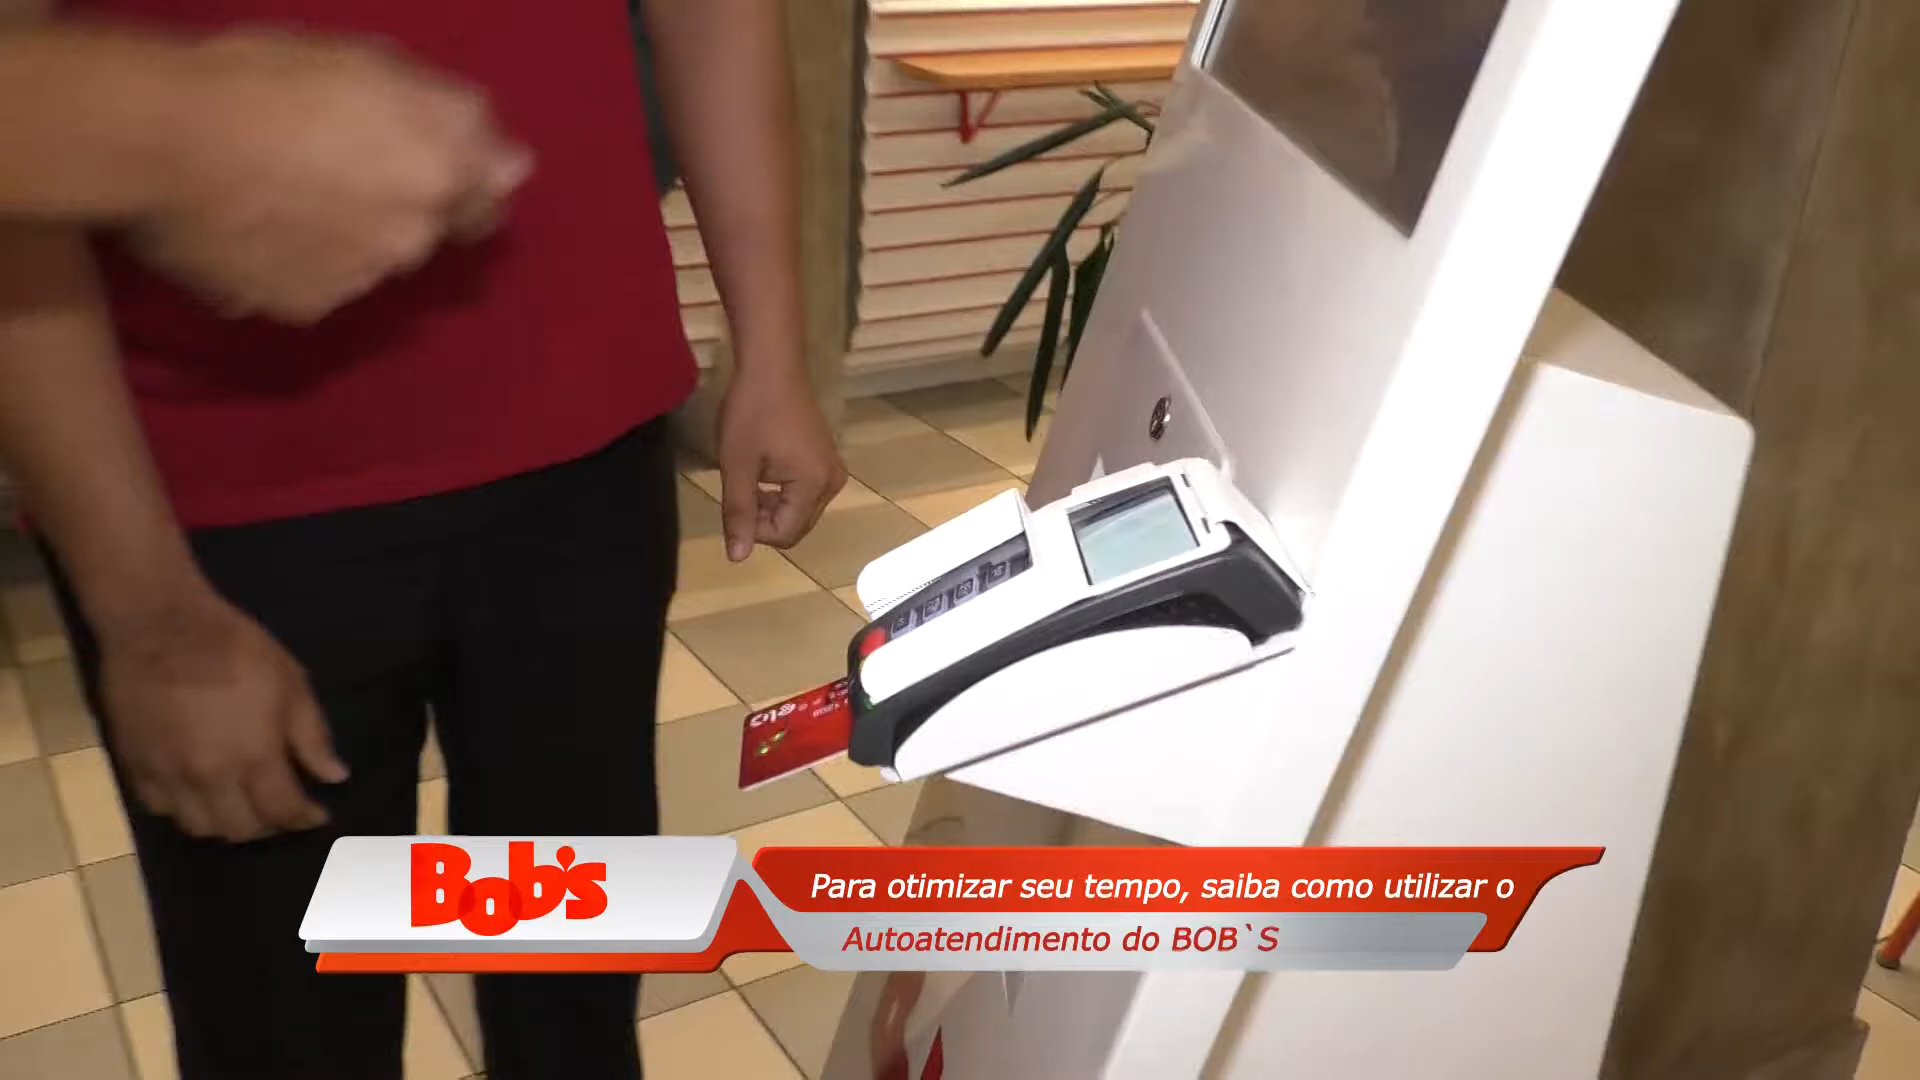 Bob's
Para otimizar seu tempo, saiba como utilizar o
Autoatendimento do BOB`S